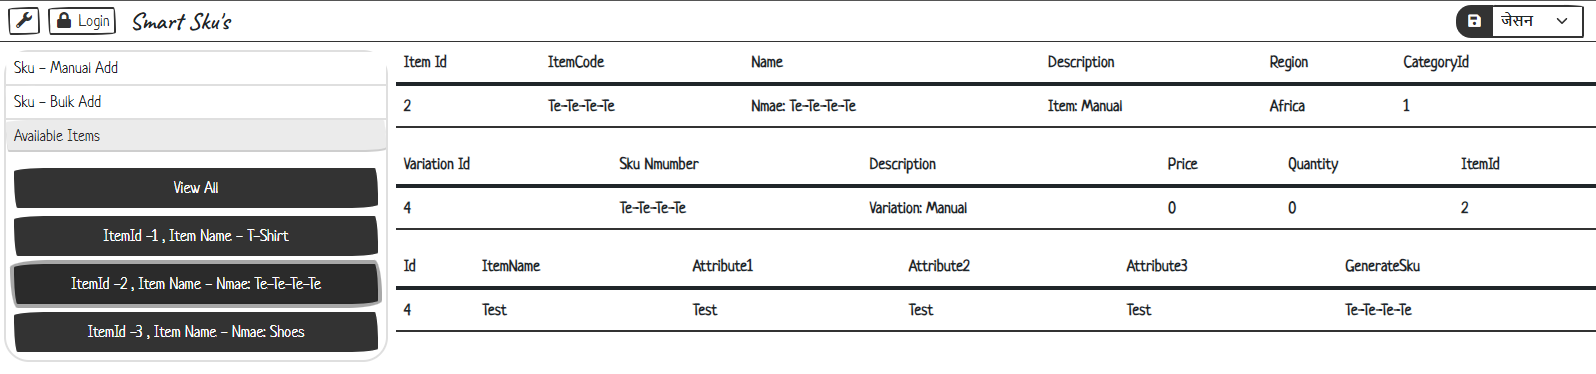 Login Smart Sku's जेसन
Sku - Manual Add
Sku - Bulk Add
Available Items
View All
ItemId -1 , Item Name - T-Shirt
ItemId -2 , Item Name - Nmae: Te-Te-Te-Te
ItemId -3 , Item Name - Nmae: Shoes
Item Id ItemCode Name Description Region CategoryId
2 Te-Te-Te-Te Nmae: Te-Te-Te-Te Item: Manual Africa 1
Variation Id Sku Nmumber Description Price Quantity ItemId
4 Te-Te-Te-Te Variation: Manual 0 0 2
Id ItemName Attribute1 Attribute2 Attribute3 GenerateSku
4 Test Test Test Test Te-Te-Te-Te